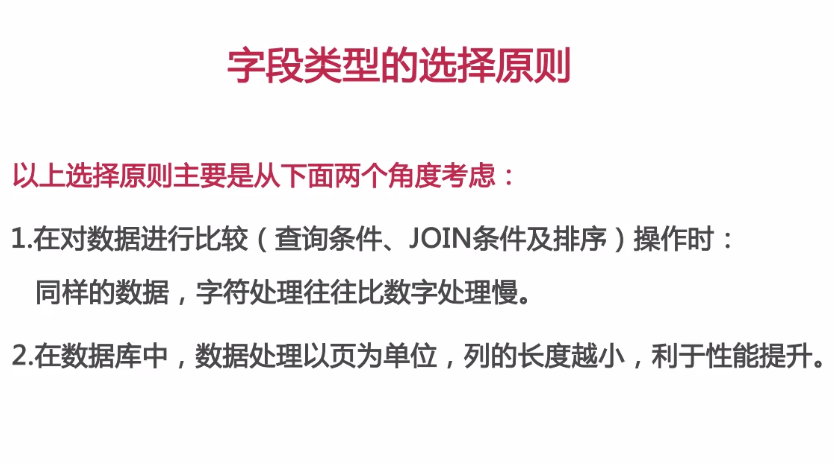 字段类型的选择原则
以上选择原则主要是从下面两个角度考虑：
1.在对数据进行比较（查询条件、JOIN条件及排序）操作时：
同样的数据，字符处理往往比数字处理慢。
2.在数据库中，数据处理以页为单位，列的长度越小，利于性能提升。